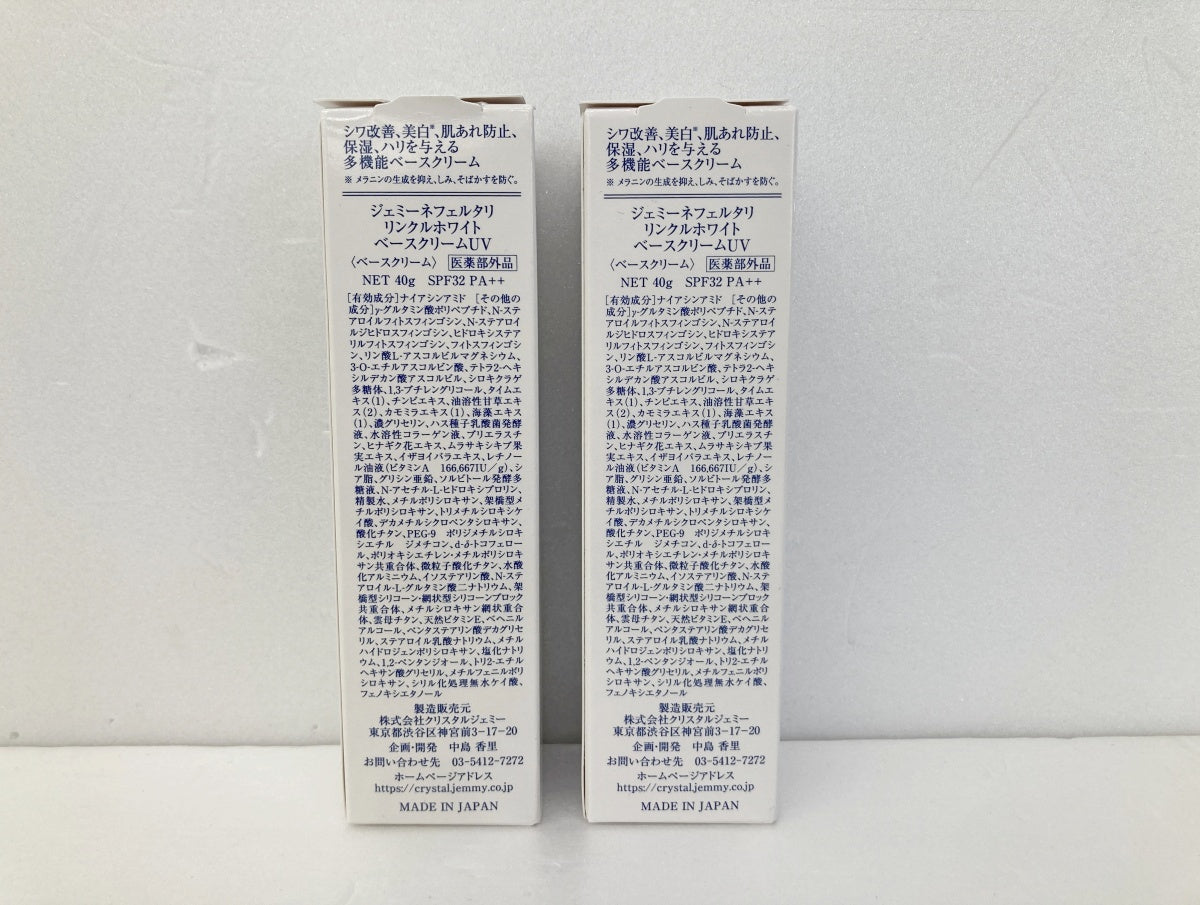 シワ改善、美白※、肌あれ防止、
保湿、ハリを与える
多機能ベースクリーム
※ メラニンの生成を抑え、しみ、そばかすを防ぐ。
ジェミーネフェルタリ
リンクルホワイト
ベースクリームUV
〈ベースクリーム〉 医薬部外品
NET 40g SPF32 PA++
[有効成分]ナイアシンアミド [その他の
成分]γ-グルタミン酸ポリペプチド、N-ステ
アロイルフィトスフィンゴシン、N-ステアロイ
ルジヒドロスフィンゴシン、ヒドロキシステア
リルフィトスフィンゴシン、フィトスフィンゴシ
ン、リン酸L-アスコルビルマグネシウム、
3-O-エチルアスコルビン酸、テトラ2-ヘキ
シルデカン酸アスコルビル、シロキクラゲ
多糖体、1,3-ブチレングリコール、タイムエ
キス(1)、チンピエキス、油溶性甘草エキ
ス(2)、カモミラエキス(1)、海藻エキス
(1)、濃グリセリン、ハス種子乳酸菌発酵
液、水溶性コラーゲン液、プリエラスチ
ン、ヒナギク花エキス、ムラサキシキブ果
実エキス、イザヨイバラエキス、レチノー
ル油液(ビタミンA 166,667IU/g)、シ
ア脂、グリシン亜鉛、ソルビトール発酵多
糖液、N-アセチル-L-ヒドロキシプロリン、
精製水、メチルポリシロキサン、架橋型メ
チルポリシロキサン、トリメチルシロキシケ
イ酸、デカメチルシクロペンタシロキサン、
酸化チタン、PEG-9 ポリジメチルシロキ
シエチル ジメチコン、d-δ-トコフェロー
ル、ポリオキシエチレン・メチルポリシロキ
サン共重合体、微粒子酸化チタン、水酸
化アルミニウム、イソステアリン酸、N-ステ
アロイル-L-グルタミン酸二ナトリウム、架
橋型シリコーン・網状型シリコーンブロック
共重合体、メチルシロキサン網状重合
体、雲母チタン、天然ビタミンE、ベヘニル
アルコール、ペンタステアリン酸デカグリセ
リル、ステアロイル乳酸ナトリウム、メチル
ハイドロジェンポリシロキサン、塩化ナトリ
ウム、1,2-ペンタンジオール、トリ2-エチル
ヘキサン酸グリセリル、メチルフェニルポリ
シロキサン、シリル化処理無水ケイ酸、
フェノキシエタノール
製造販売元
株式会社クリスタルジェミー
東京都渋谷区神宮前3-17-20
企画・開発 中島 香里
お問い合わせ先 03-5412-7272
ホームページアドレス
https://crystal.jemmy.co.jp
MADE IN JAPAN
シワ改善、美白※、肌あれ防止、
保湿、ハリを与える
多機能ベースクリーム
※ メラニンの生成を抑え、しみ、そばかすを防ぐ。
ジェミーネフェルタリ
リンクルホワイト
ベースクリームUV
〈ベースクリーム〉 医薬部外品
NET 40g SPF32 PA++
[有効成分]ナイアシンアミド [その他の
成分]γ-グルタミン酸ポリペプチド、N-ステ
アロイルフィトスフィンゴシン、N-ステアロイ
ルジヒドロスフィンゴシン、ヒドロキシステア
リルフィトスフィンゴシン、フィトスフィンゴシ
ン、リン酸L-アスコルビルマグネシウム、
3-O-エチルアスコルビン酸、テトラ2-ヘキ
シルデカン酸アスコルビル、シロキクラゲ
多糖体、1,3-ブチレングリコール、タイムエ
キス(1)、チンピエキス、油溶性甘草エキ
ス(2)、カモミラエキス(1)、海藻エキス
(1)、濃グリセリン、ハス種子乳酸菌発酵
液、水溶性コラーゲン液、プリエラスチ
ン、ヒナギク花エキス、ムラサキシキブ果
実エキス、イザヨイバラエキス、レチノー
ル油液(ビタミンA 166,667IU/g)、シ
ア脂、グリシン亜鉛、ソルビトール発酵多
糖液、N-アセチル-L-ヒドロキシプロリン、
精製水、メチルポリシロキサン、架橋型メ
チルポリシロキサン、トリメチルシロキシケ
イ酸、デカメチルシクロペンタシロキサン、
酸化チタン、PEG-9 ポリジメチルシロキ
シエチル ジメチコン、d-δ-トコフェロー
ル、ポリオキシエチレン・メチルポリシロキ
サン共重合体、微粒子酸化チタン、水酸
化アルミニウム、イソステアリン酸、N-ステ
アロイル-L-グルタミン酸二ナトリウム、架
橋型シリコーン・網状型シリコーンブロック
共重合体、メチルシロキサン網状重合
体、雲母チタン、天然ビタミンE、ベヘニル
アルコール、ペンタステアリン酸デカグリセ
リル、ステアロイル乳酸ナトリウム、メチル
ハイドロジェンポリシロキサン、塩化ナトリ
ウム、1,2-ペンタンジオール、トリ2-エチル
ヘキサン酸グリセリル、メチルフェニルポリ
シロキサン、シリル化処理無水ケイ酸、
フェノキシエタノール
製造販売元
株式会社クリスタルジェミー
東京都渋谷区神宮前3-17-20
企画・開発 中島 香里
お問い合わせ先 03-5412-7272
ホームページアドレス
https://crystal.jemmy.co.jp
MADE IN JAPAN